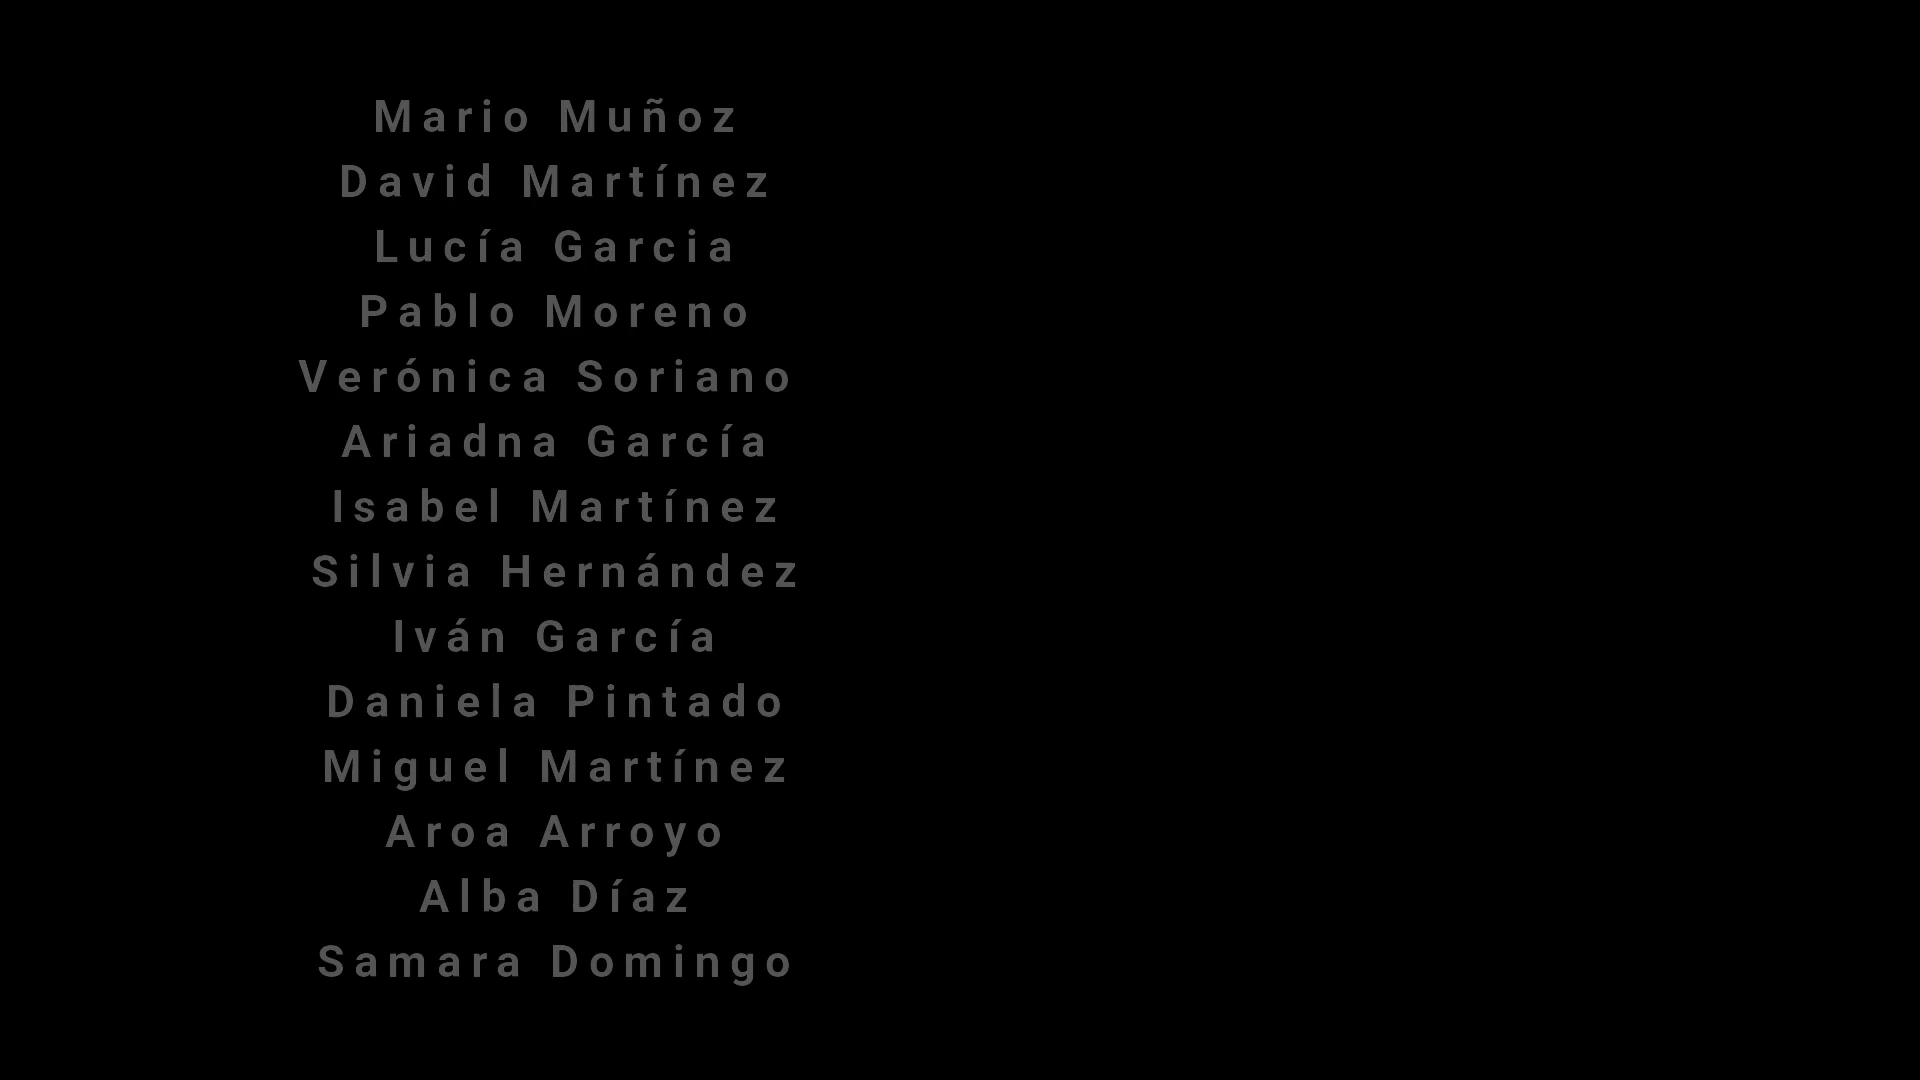 Mario Muñoz
David Martínez
Lucía Garcia
Pablo Moreno
Verónica Soriano
Ariadna García
Isabel Martínez
Silvia Hernández
Iván García
Daniela Pintado
Miguel Martínez
Aroa Arroyo
Alba Díaz
Samara Domingo